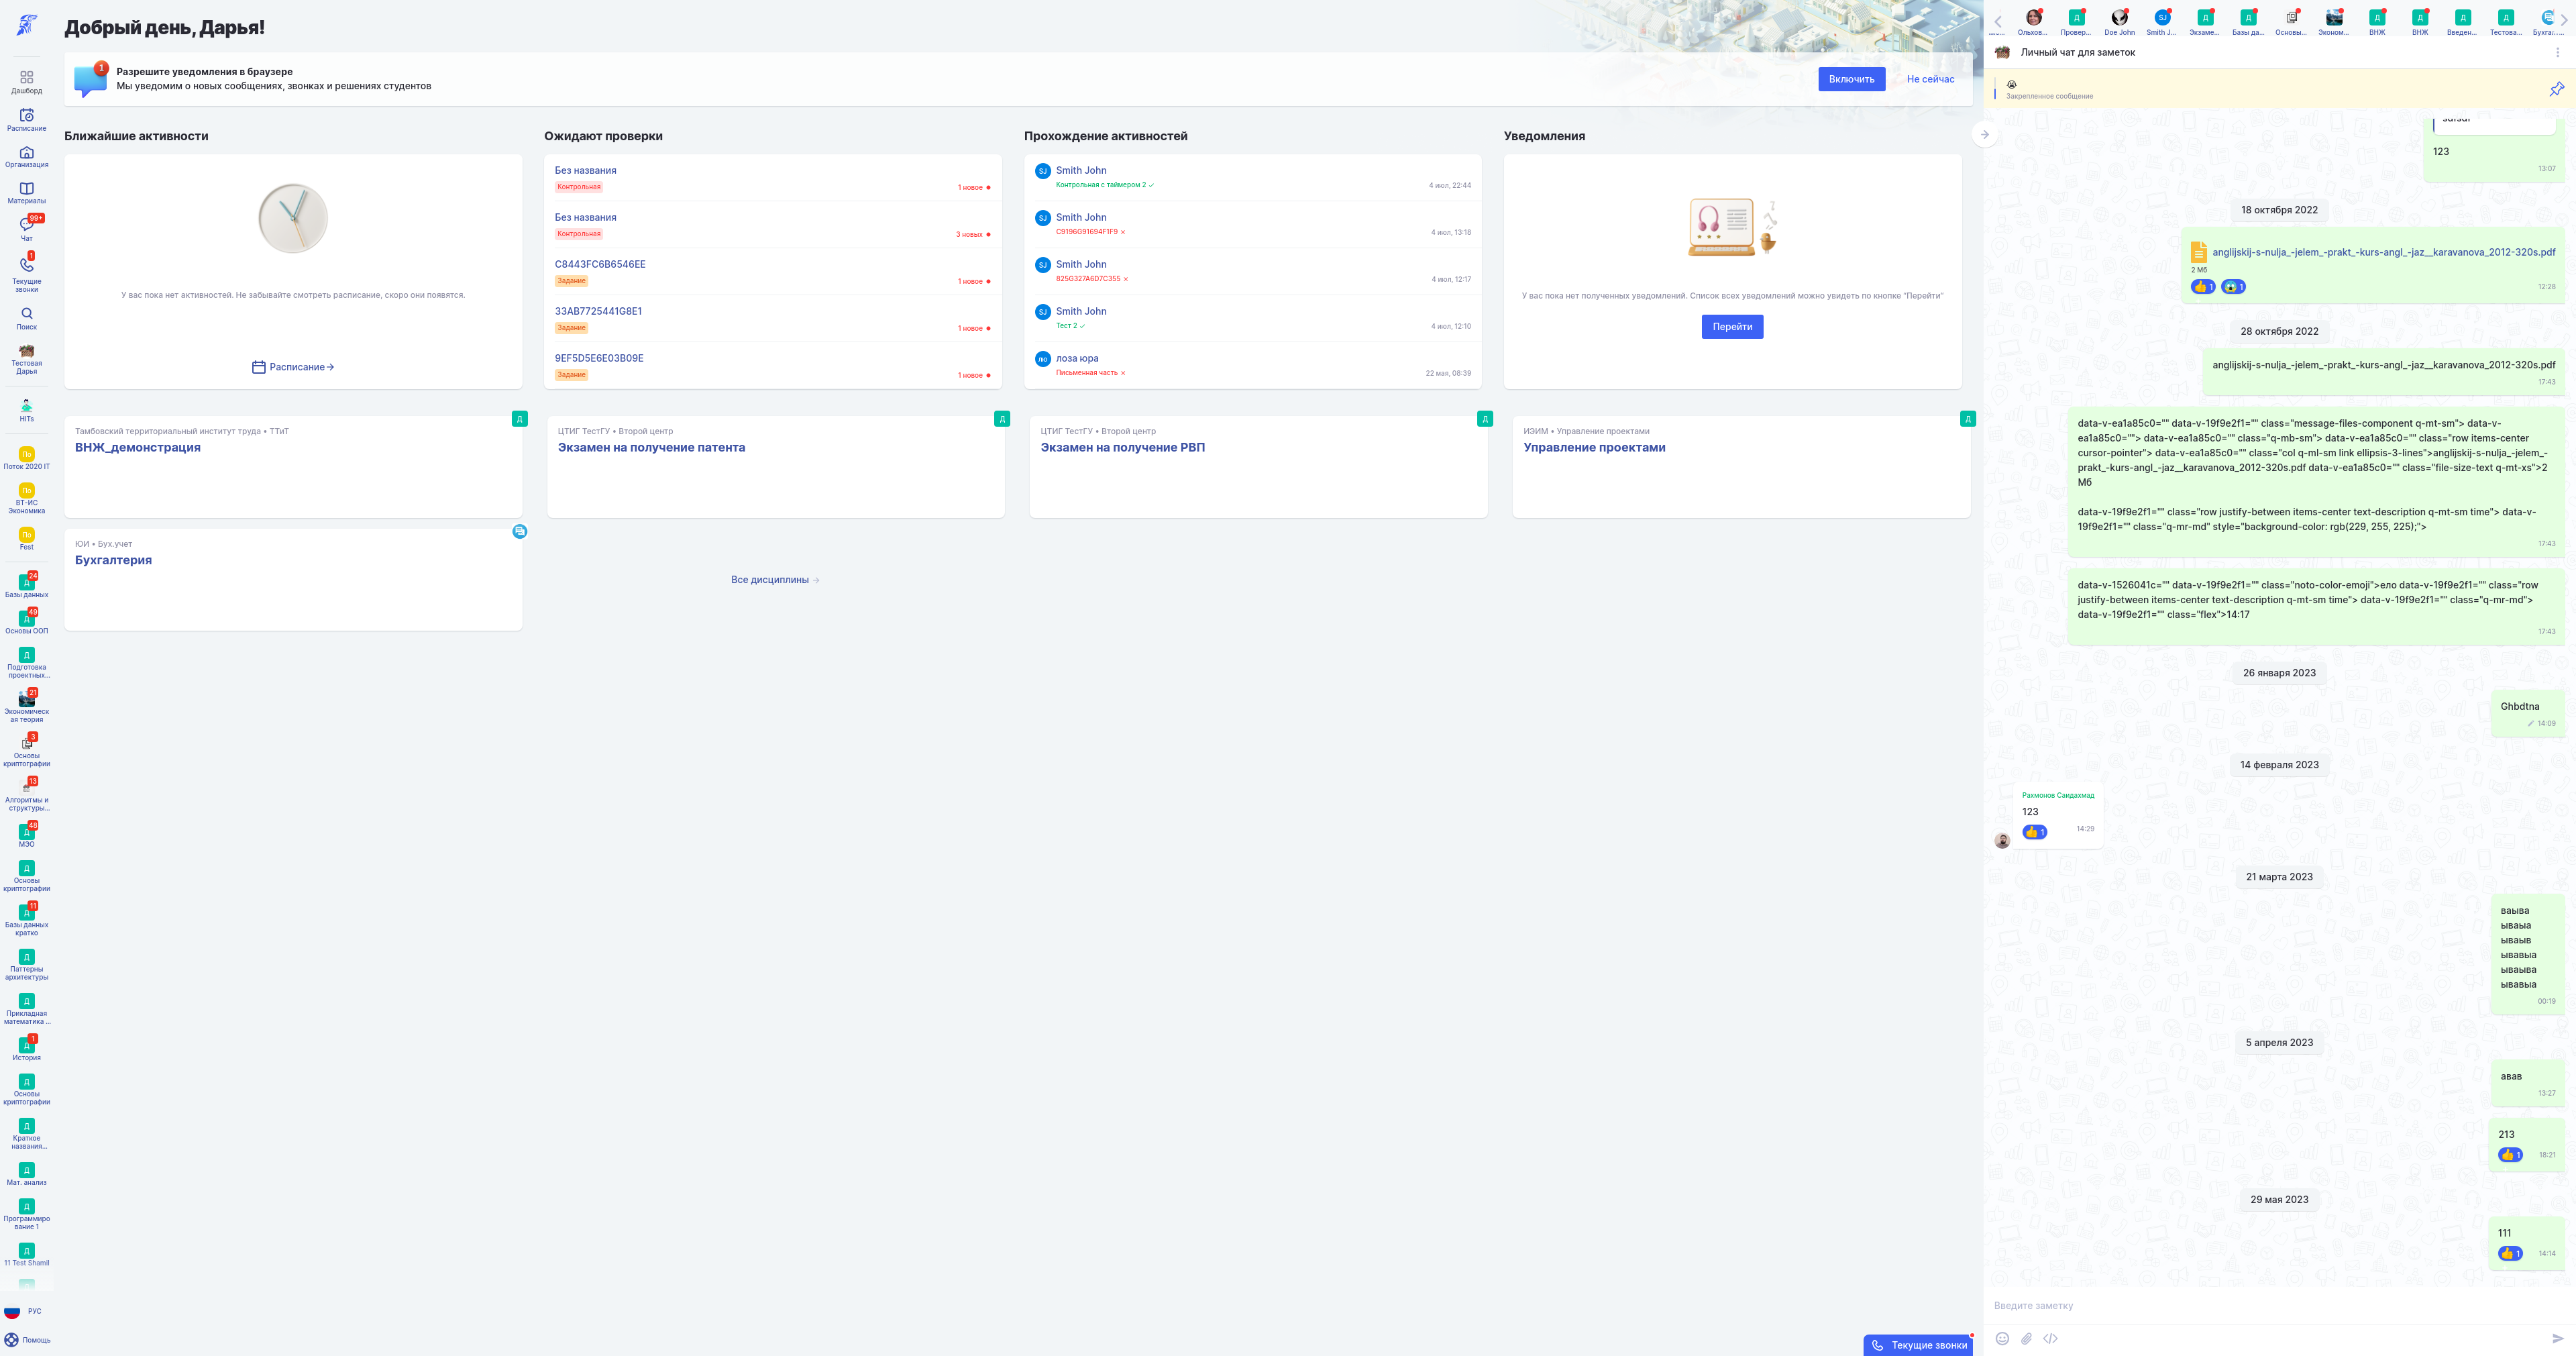 Дашборд
Расписание
Организация
Материалы
99+
Чат
1
Текущие
звонки
Поиск
Тестовая
Дарья
HITs
По
Поток 2020 IT
По
ВТ-ИС
Экономика
По
Fest
24
Д
Базы данных
49
Д
Основы ООП
Д
Подготовка
проектных...
21
Экономическ
ая теория
3
Основы
криптографии
13
Алгоритмы и
структуры...
48
Д
МЭО
Д
Основы
криптографии
11
Д
Базы данных
кратко
Д
Паттерны
архитектуры
Д
Прикладная
математика ...
1
Д
История
Д
Основы
криптографии
Д
Краткое
названия...
Д
Мат. анализ
Д
Программиро
вание 1
Д
11 Test Shamil
РУС
Помощь
Добрый день, Дарья!
1
Разрешите уведомления в браузере
Мы уведомим о новых сообщениях, звонках и решениях студентов
Включить
Не сейчас
Ближайшие активности
У вас пока нет активностей. Не забывайте смотреть расписание, скоро они появятся.
Расписание
Ожидают проверки
Без названия
Контрольная
1 новое
Без названия
Контрольная
3 новых
C8443FC6B6546EE
Задание
1 новое
33AB7725441G8E1
Задание
1 новое
9EF5D5E6E03B09E
Задание
1 новое
Прохождение активностей
SJ
Smith John
Контрольная с таймером 2
4 июл, 22:44
SJ
Smith John
C9196G91694F1F9
4 июл, 13:18
SJ
Smith John
825G327A6D7C355
4 июл, 12:17
SJ
Smith John
Тест 2
4 июл, 12:10
лю
лоза юра
Письменная часть
22 мая, 08:39
Уведомления
У вас пока нет полученных уведомлений. Список всех уведомлений можно увидеть по кнопке "Перейти"
Перейти
Д
Тамбовский территориальный институт труда • ТТиТ
ВНЖ_демонстрация
Д
ЦТИГ ТестГУ • Второй центр
Экзамен на получение патента
Д
ЦТИГ ТестГУ • Второй центр
Экзамен на получение РВП
Д
ИЭИМ • Управление проектами
Управление проектами
ЮИ • Бух.учет
Бухгалтерия
Все дисциплины
Текущие звонки
Ольхов...
Д
Провер...
Doe John
SJ
Smith J...
Д
Экзаме...
Д
Базы да...
Основы...
Эконом...
Д
ВНЖ
Д
ВНЖ
Д
Введен...
Д
Тестова...
Личный чат для заметок
Закрепленное сообщение
123
13:07
18 октября 2022
anglijskij-s-nulja_-jelem_-prakt_-kurs-angl_-jaz__karavanova_2012-320s.pdf
2 Мб
1
1
12:28
28 октября 2022
anglijskij-s-nulja_-jelem_-prakt_-kurs-angl_-jaz__karavanova_2012-320s.pdf
17:43
data-v-ea1a85c0="" data-v-19f9e2f1="" class="message-files-component q-mt-sm"> data-v-
ea1a85c0=""> data-v-ea1a85c0="" class="q-mb-sm"> data-v-ea1a85c0="" class="row items-center
cursor-pointer"> data-v-ea1a85c0="" class="col q-ml-sm link ellipsis-3-lines">anglijskij-s-nulja_-jelem_-
prakt_-kurs-angl_-jaz__karavanova_2012-320s.pdf data-v-ea1a85c0="" class="file-size-text q-mt-xs">2
Мб
data-v-19f9e2f1="" class="row justify-between items-center text-description q-mt-sm time"> data-v-
19f9e2f1="" class="q-mr-md" style="background-color: rgb(229, 255, 225);">
17:43
data-v-1526041c="" data-v-19f9e2f1="" class="noto-color-emoji">ело data-v-19f9e2f1="" class="row
justify-between items-center text-description q-mt-sm time"> data-v-19f9e2f1="" class="q-mr-md">
data-v-19f9e2f1="" class="flex">14:17
17:43
26 января 2023
Ghbdtna
14:09
14 февраля 2023
Рахмонов Саидахмад
123
1
14:29
21 марта 2023
ваыва
ываыа
ываыв
ывавыа
ываыва
ывавыа
00:19
5 апреля 2023
авав
13:27
213
1
18:21
29 мая 2023
111
1
14:14
Введите заметку